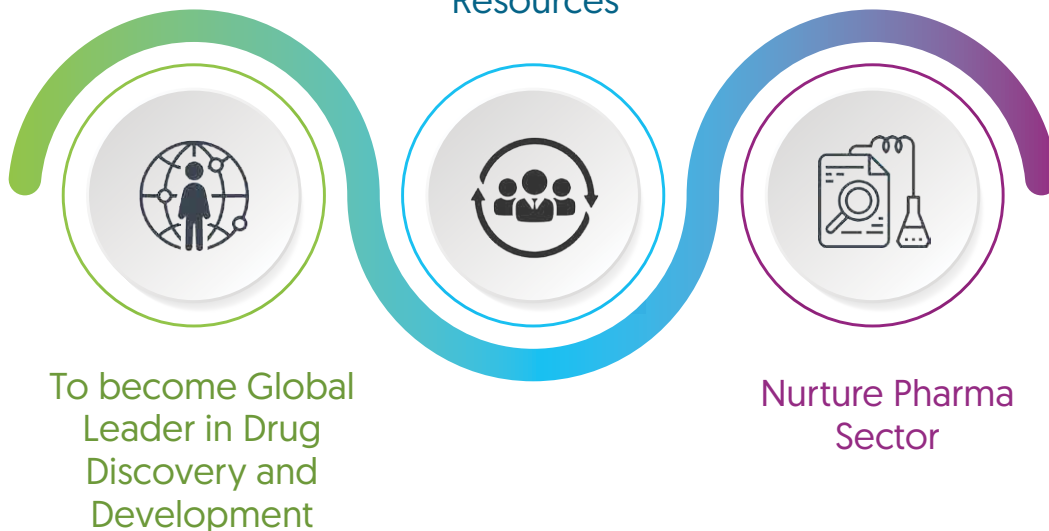 Resources
To become Global
Leader in Drug
Discovery and
Development
Nurture Pharma
Sector